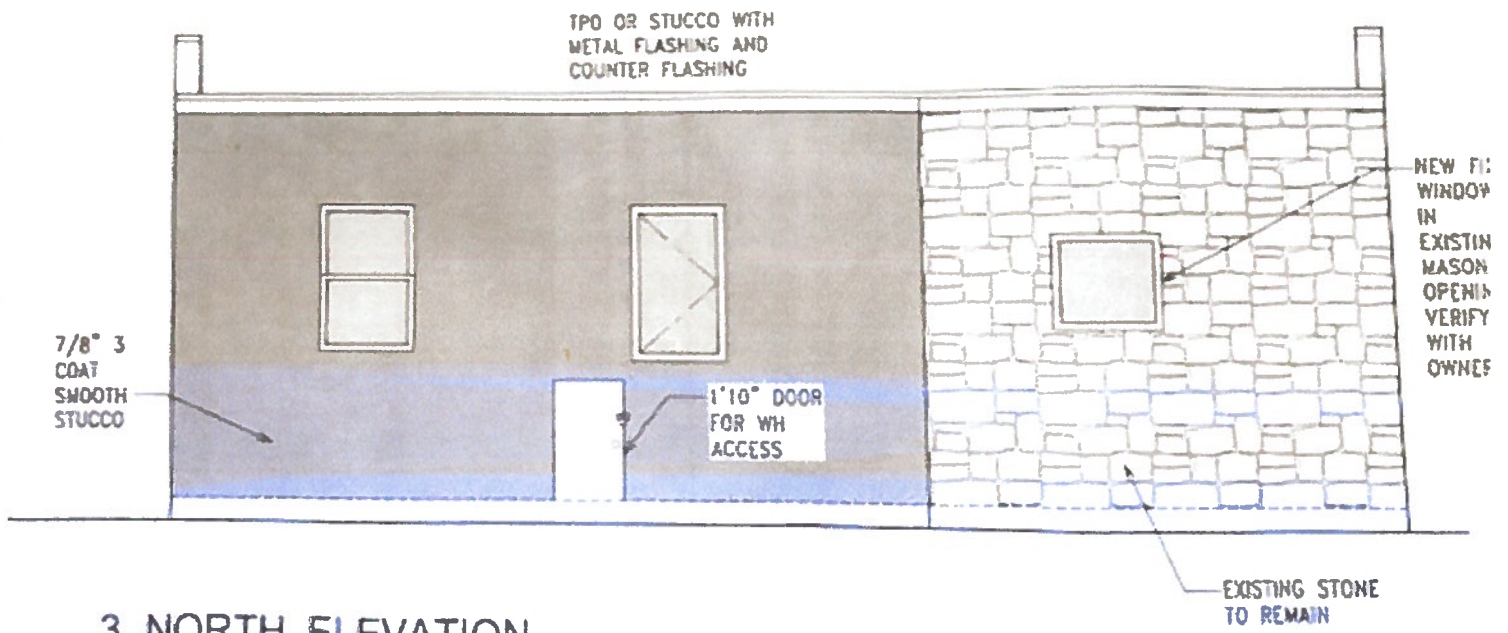 TPO OR STUCCO WITH
METAL FLASHING AND
COUNTER FLASHING
NEW
WINDOW
IN
EXISTIN
MASON
OPENIN
VERIFY
WITH
OWNER
7/8" 3
COAT
SMOOTH
STUCCO
1'10" DOOR
FOR WH
ACCESS
EXISTING STONE
TO REMAIN
3 NORTH ELEVATION